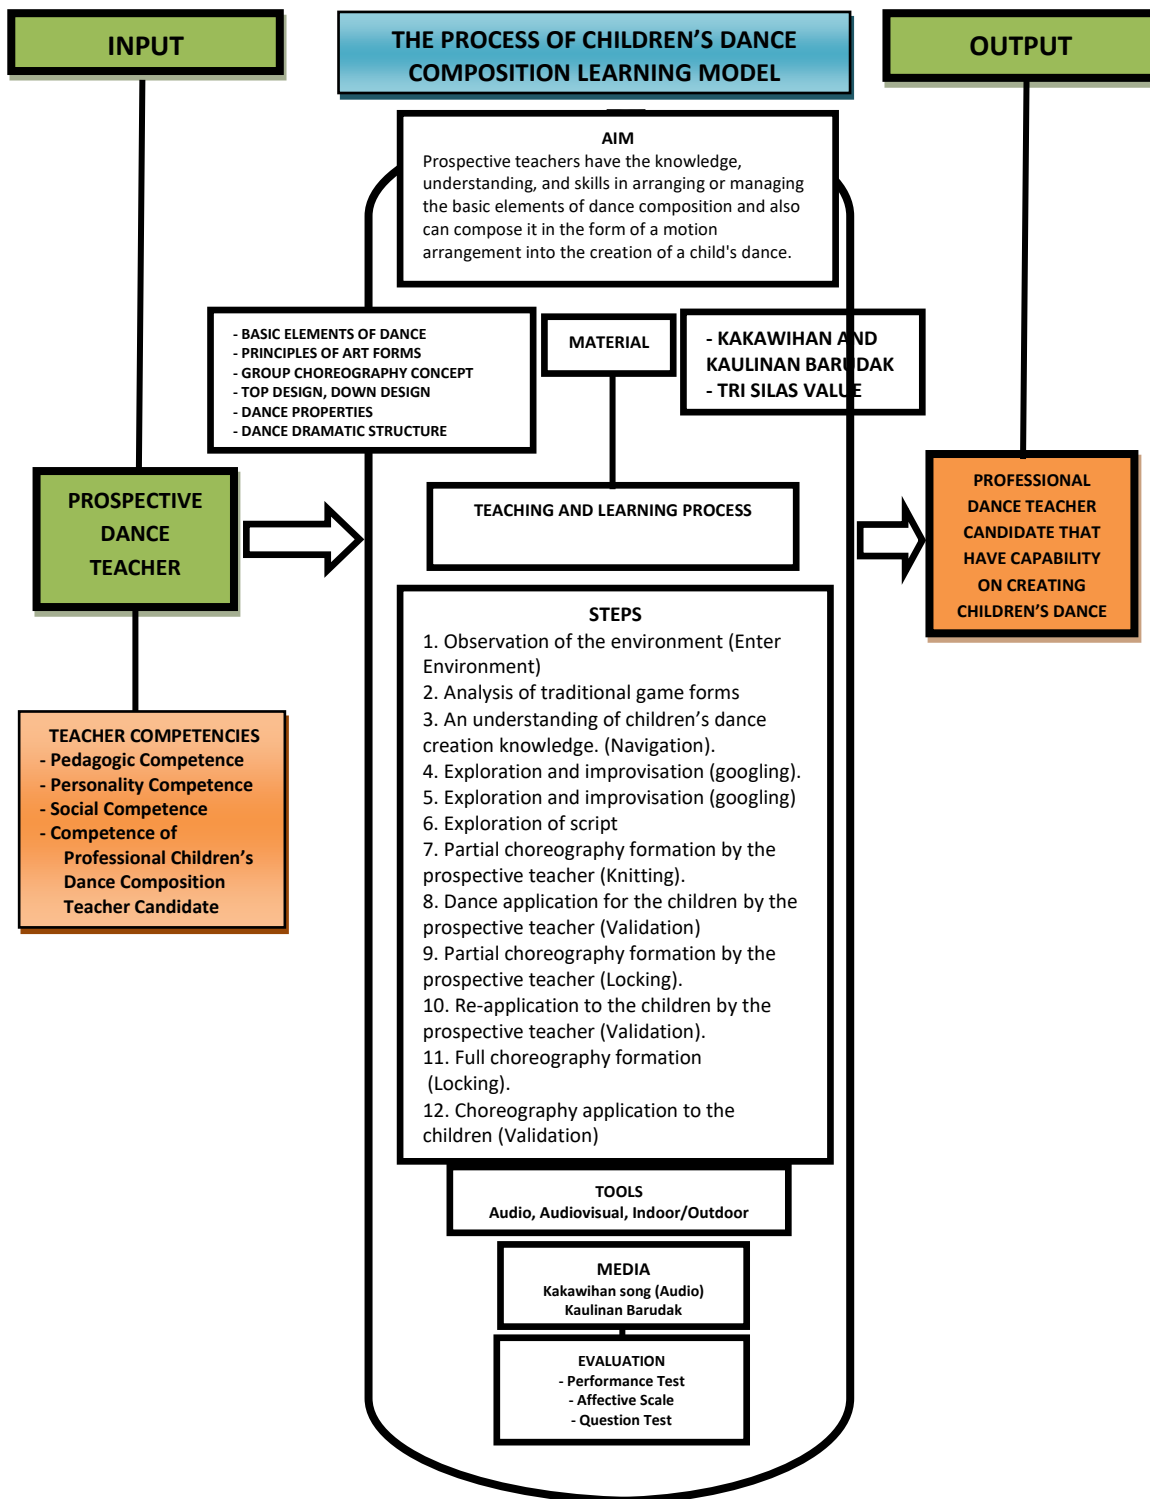 INPUT
THE PROCESS OF CHILDREN'S DANCE
COMPOSITION LEARNING MODEL
OUTPUT
AIM
Prospective teachers have the knowledge,
understanding, and skills in arranging or managing
the basic elements of dance composition and also
can compose it in the form of a motion
arrangement into the creation of a child's dance.
- BASIC ELEMENTS OF DANCE
- PRINCIPLES OF ART FORMS
- GROUP CHOREOGRAPHY CONCEPT
- TOP DESIGN, DOWN DESIGN
- DANCE PROPERTIES
- DANCE DRAMATIC STRUCTURE
MATERIAL
- KAKAWIHAN AND
KAULINAN BARUDAK
- TRI SILAS VALUE
PROSPECTIVE
DANCE
TEACHER
TEACHING AND LEARNING PROCESS
PROFESSIONAL
DANCE TEACHER
CANDIDATE THAT
HAVE CAPABILITY
ON CREATING
CHILDREN'S DANCE
TEACHER COMPETENCIES
- Pedagogic Competence
- Personality Competence
- Social Competence
- Competence of
Professional Children's
Dance Composition
Teacher Candidate
STEPS
1. Observation of the environment (Enter
Environment)
2. Analysis of traditional game forms
3. An understanding of children's dance
creation knowledge. (Navigation).
4. Exploration and improvisation (googling).
5. Exploration and improvisation (googling)
6. Exploration of script
7. Partial choreography formation by the
prospective teacher (Knitting).
8. Dance application for the children by the
prospective teacher (Validation)
9. Partial choreography formation by the
prospective teacher (Locking).
10. Re-application to the children by the
prospective teacher (Validation).
11. Full choreography formation
(Locking).
12. Choreography application to the
children (Validation)
TOOLS
Audio, Audiovisual, Indoor/Outdoor
MEDIA
Kakawihan song (Audio)
Kaulinan Barudak
EVALUATION
- Performance Test
- Affective Scale
- Question Test